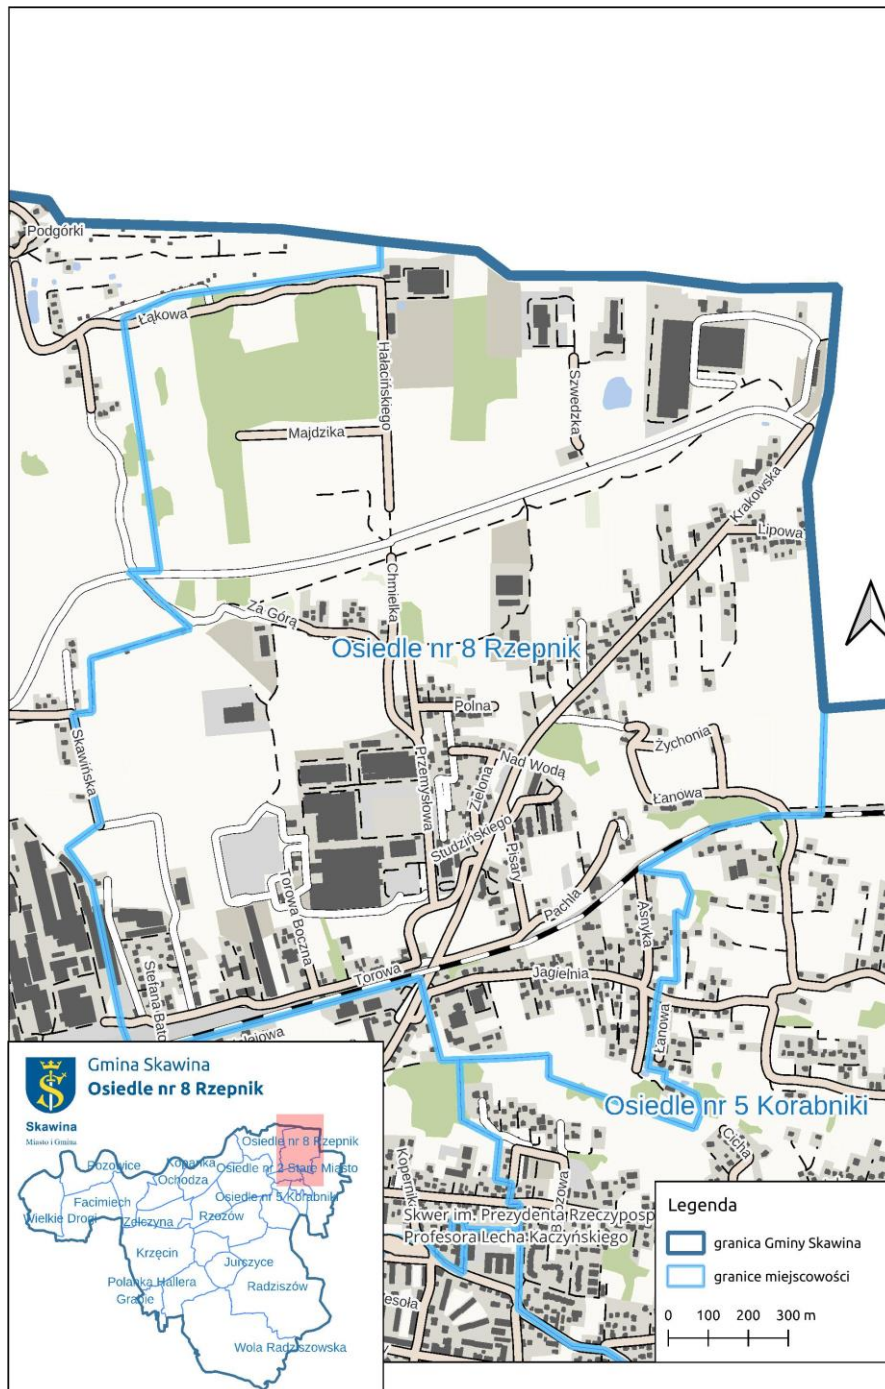 Podgórki
Łąkowa
Hałacińskiego
Szwedzka
Majdzika
Krakowska
Lipowa
Chmielka
Za Górą
Osiedle nr 8 Rzepnik
Polna
Skawińska
Przemysłowa
Nad Wodą
Żychonia
Zielona
Łanowa
Studzińskiego
Pisary
Torowa Boczna
Pachla
Asnyka
Torowa
Jagielnia
Stefana Bato
Łanowa
Osiedle nr 5 Korabniki
Cicha
Kopernik
Skwer im. Prezydenta Rzeczyposp
Profesora Lecha Kaczyńskiego
esoła
Gmina Skawina
Osiedle nr 8 Rzepnik
Skawina
Miasto i Gmina
Osiedle nr 8 Rzepnik
Pozowice
Kopanka
Ochodza
Osiedle nr 2 Stare Miasto
Facimiech
Osiedle nr 5 Korabniki
Wielkie Drogi
Zelczyna
Rzozów
Krzęcin
Jurczyce
Polanka Hallera
Radziszów
Grabie
Wola Radziszowska
Legenda
granica Gminy Skawina
granice miejscowości
0 100 200 300 m